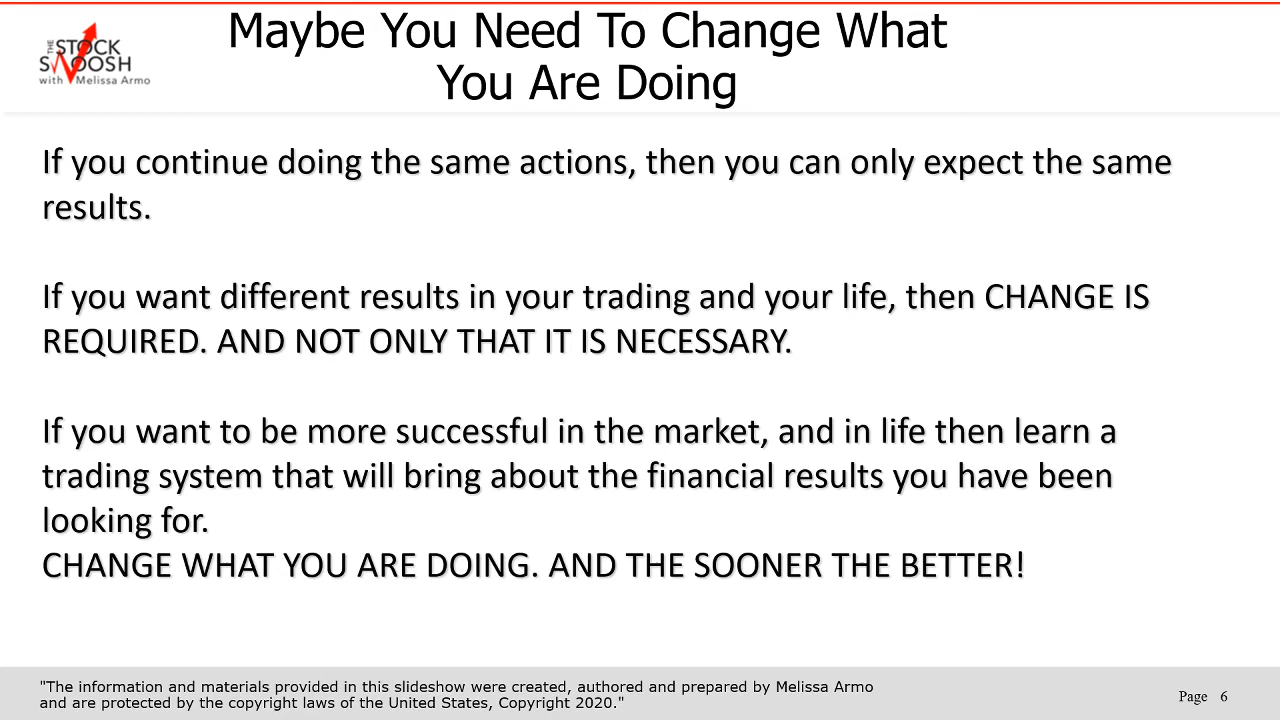 Maybe You Need To Change What
You Are Doing
THE
STOCK
SWOOSH
with Melissa Armo
If you continue doing the same actions, then you can only expect the same
results.
If you want different results in your trading and your life, then CHANGE IS
REQUIRED. AND NOT ONLY THAT IT IS NECESSARY.
If you want to be more successful in the market, and in life then learn a
trading system that will bring about the financial results you have been
looking for.
CHANGE WHAT YOU ARE DOING. AND THE SOONER THE BETTER!
"The information and materials provided in this slideshow were created, authored and prepared by Melissa Armo
and are protected by the copyright laws of the United States, Copyright 2020."
Page 6